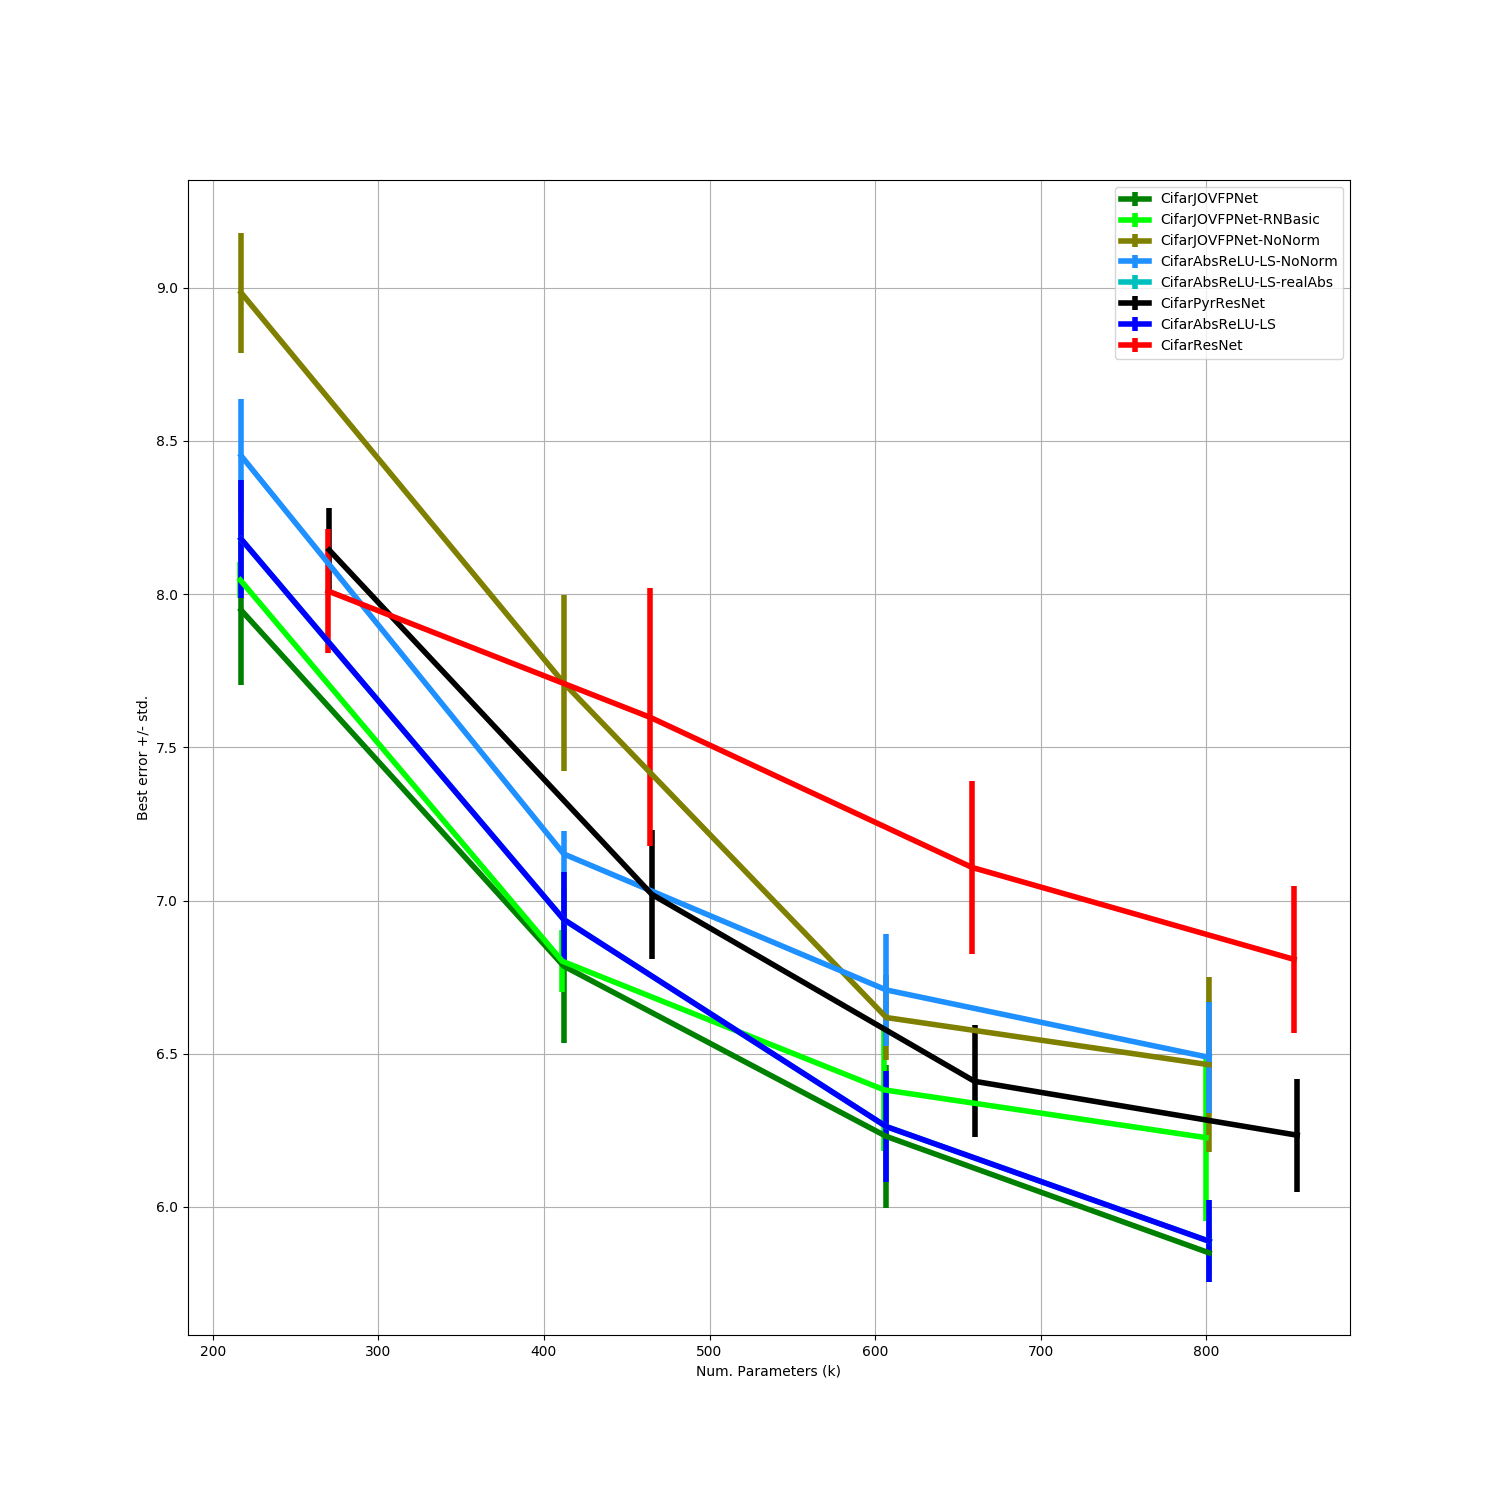 CifarJOVFPNet
CifarJOVFPNet-RNBasic
CifarJOVFPNet-NoNorm
CifarAbsReLU-LS-NoNorm
CifarAbsReLU-LS-realAbs
CifarPyrResNet
CifarAbsReLU-LS
CifarResNet
9.0
8.5
8.0
7.5
7.0
6.5
6.0
Best error +/- std.
200 300 400 500 600 700 800
Num. Parameters (k)